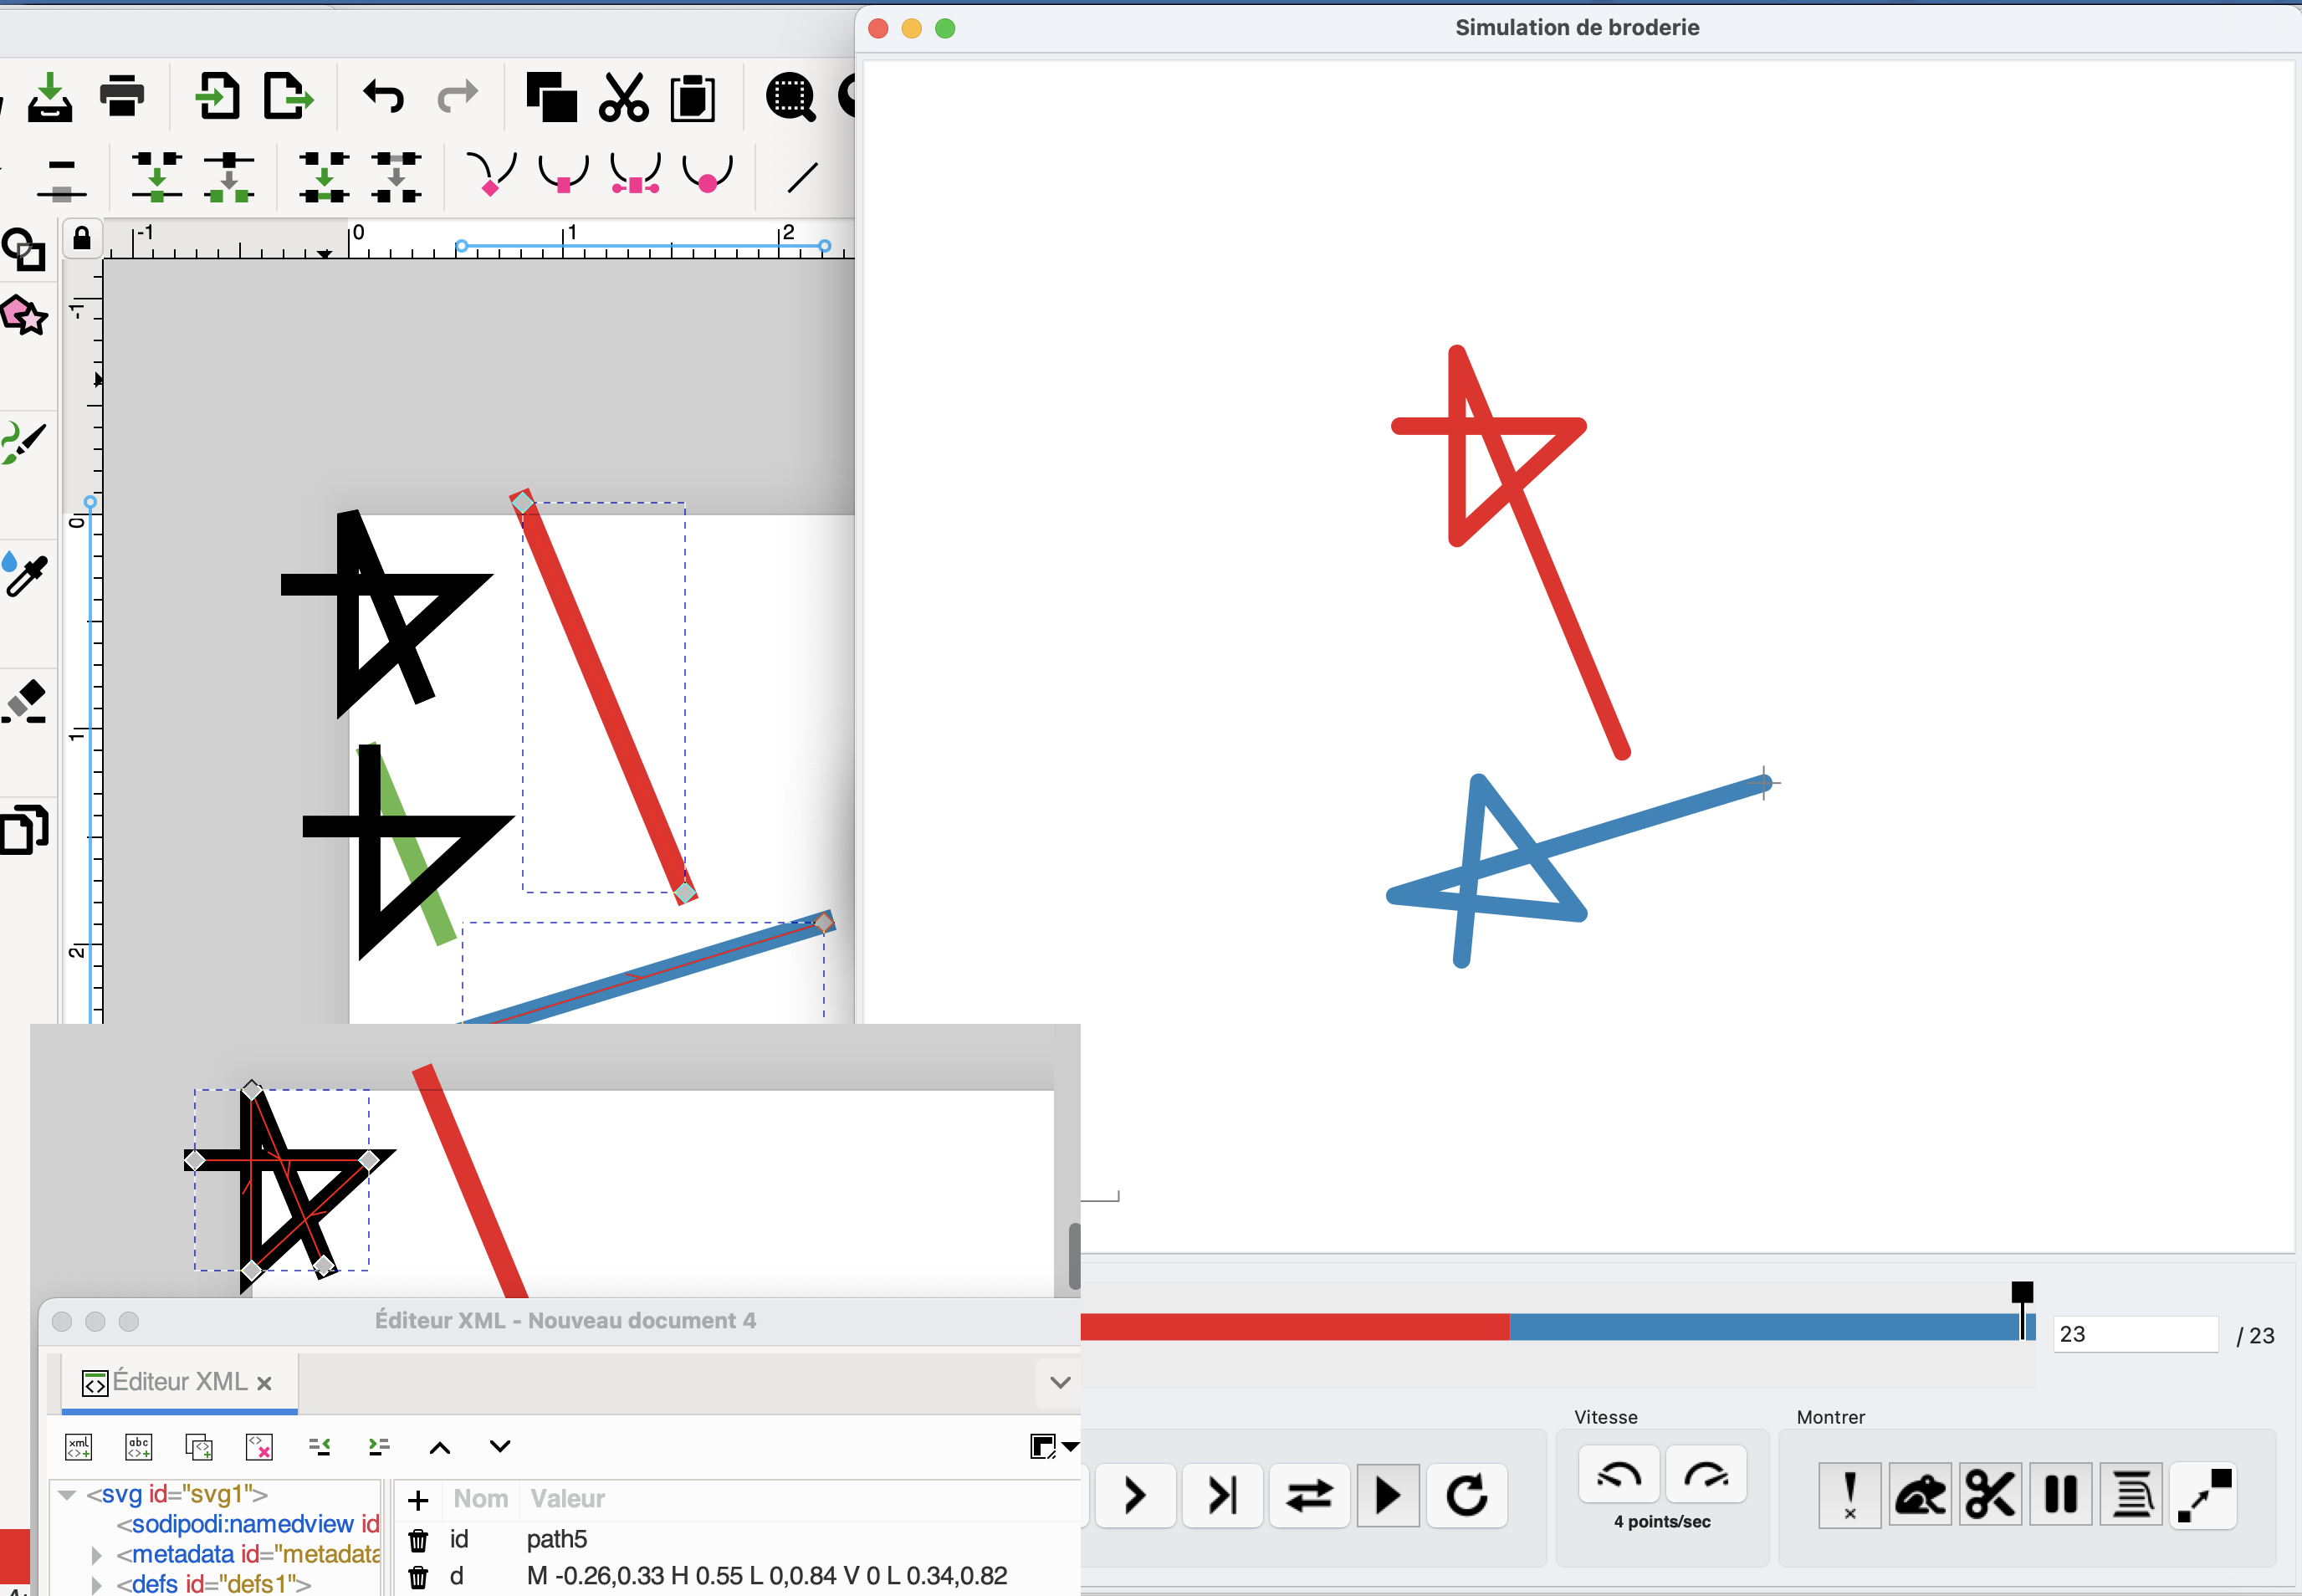 Simulation de broderie
-1 0 1 2
-1
0
1
2
Éditeur XML - Nouveau document 4
Éditeur XML
xml
abc
<svg id="svg1">
<sodipodi:namedview id
<metadata id="metadata
<defs id="defs1">
Nom Valeur
id path5
d M -0.26,0.33 H 0.55 L 0,0.84 V 0 L 0.34,0.82
23 / 23
Vitesse
4 points/sec
Montrer